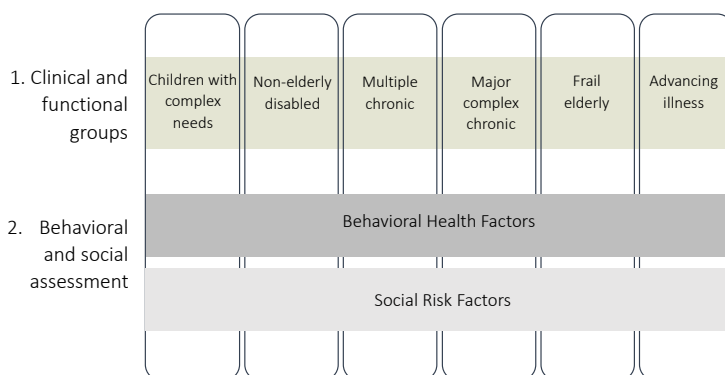 1. Clinical and
functional
groups
Children with
complex
needs
Non-elderly
disabled
Multiple
chronic
Major
complex
chronic
Frail
elderly
Advancing
illness
2. Behavioral
and social
assessment
Behavioral Health Factors
Social Risk Factors